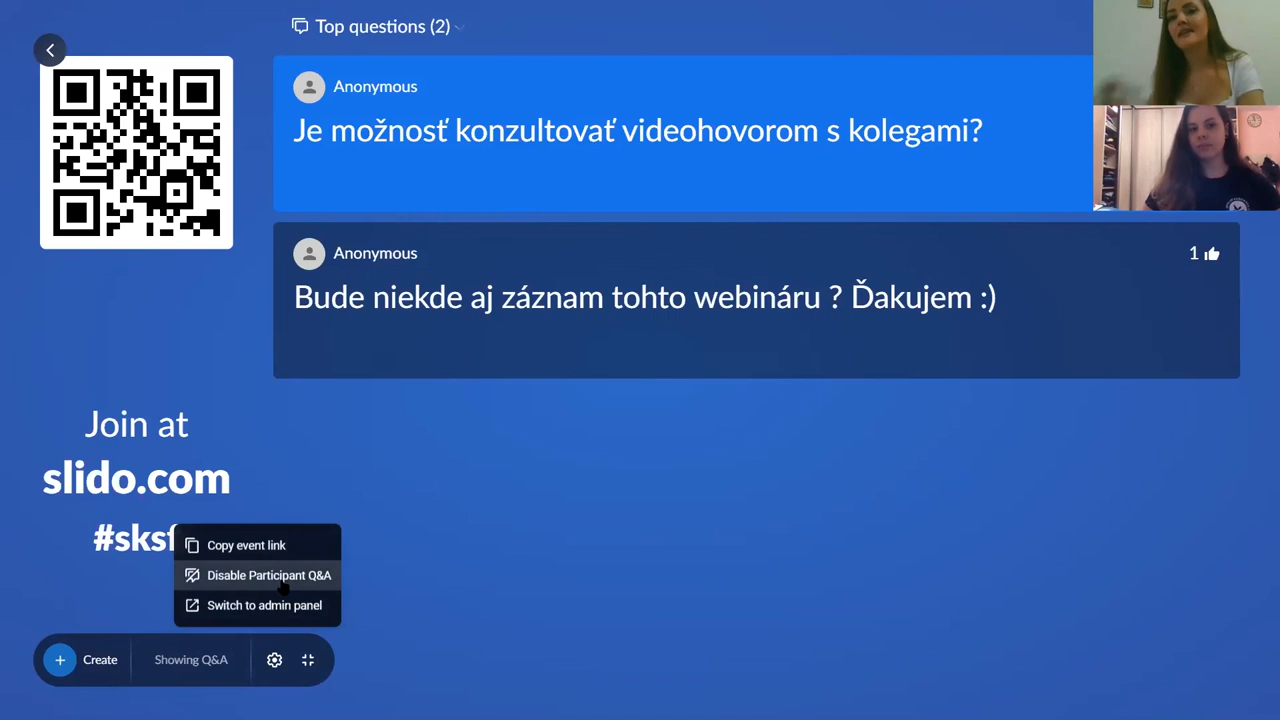 Top questions (2)
Anonymous
Je možnosť konzultovať videohovorom s kolegami?
Anonymous
1
Bude niekde aj záznam tohto webináru ? Ďakujem :)
Join at
slido.com
Copy event link
Disable Participant Q&A
Switch to admin panel
Create
Showing Q&A